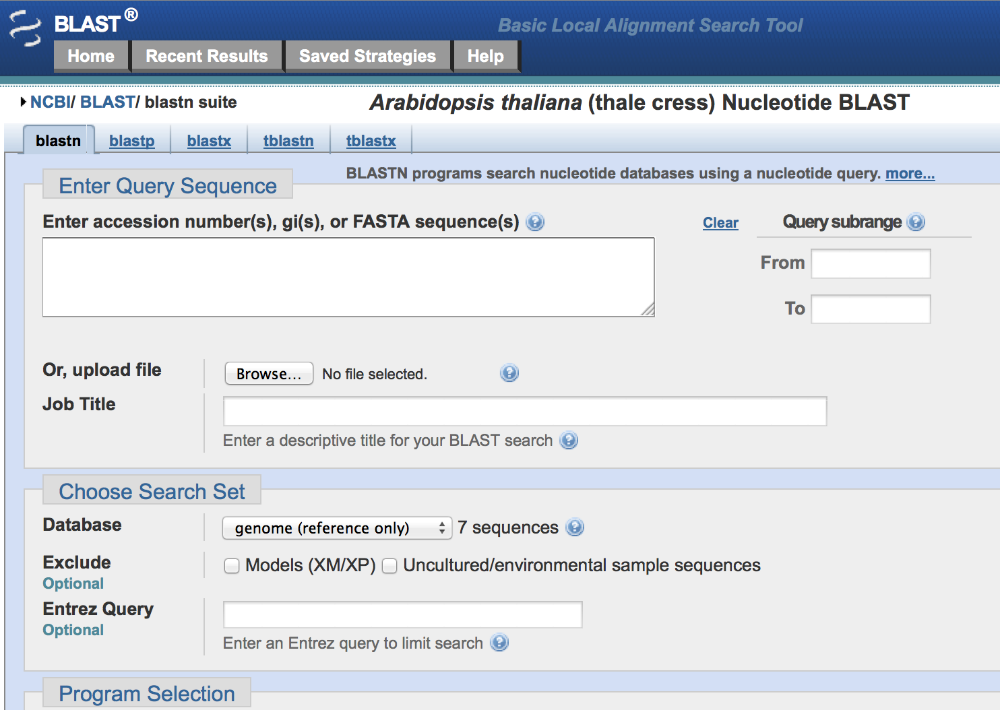 BLAST ®
Basic Local Alignment Search Tool
Home Recent Results Saved Strategies Help
NCBI/ BLAST/ blastn suite
Arabidopsis thaliana (thale cress) Nucleotide BLAST
blastn blastp blastx tblastn tblastx
BLASTN programs search nucleotide databases using a nucleotide query. more...
Enter Query Sequence
Enter accession number(s), gi(s), or FASTA sequence(s) ?
Clear
Query subrange ?
From
To
Or, upload file
Browse... No file selected. ?
Job Title
Enter a descriptive title for your BLAST search ?
Choose Search Set
Database
genome (reference only) 7 sequences ?
Exclude
Optional
Models (XM/XP) Uncultured/environmental sample sequences
Entrez Query
Optional
Enter an Entrez query to limit search ?
Program Selection